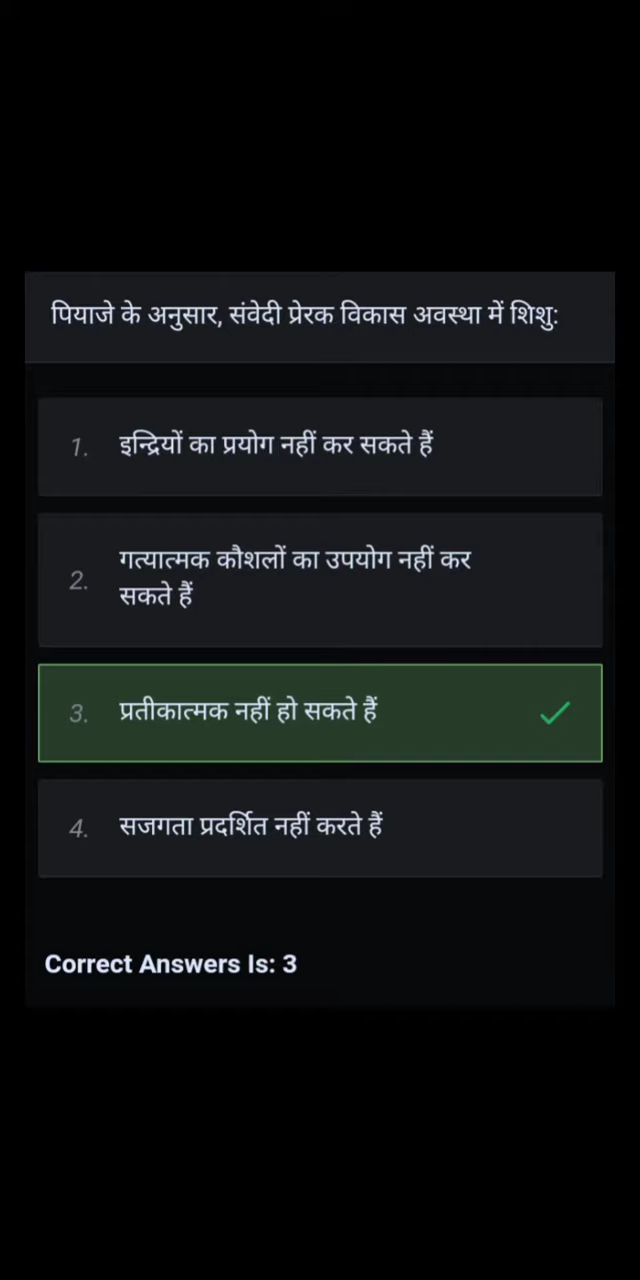 पियाजे के अनुसार, संवेदी प्रेरक विकास अवस्था में शिशु:
1. इन्द्रियों का प्रयोग नहीं कर सकते हैं
2. गत्यात्मक कौशलों का उपयोग नहीं कर
सकते हैं
3. प्रतीकात्मक नहीं हो सकते हैं
4. सजगता प्रदर्शित नहीं करते हैं
Correct Answers Is: 3